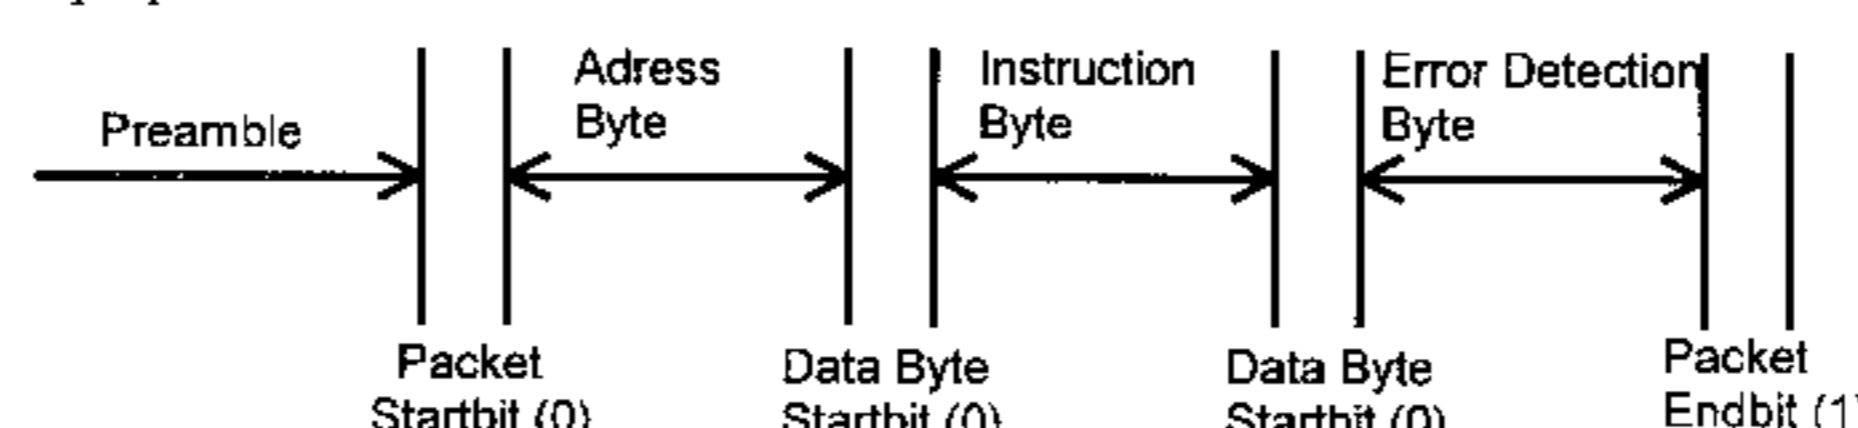 Preamble
Adress
Byte
Instruction
Byte
Error Detection
Byte
Packet
Startbit (0)
Data Byte
Startbit (0)
Data Byte
Startbit (0)
Packet
Endbit (1)